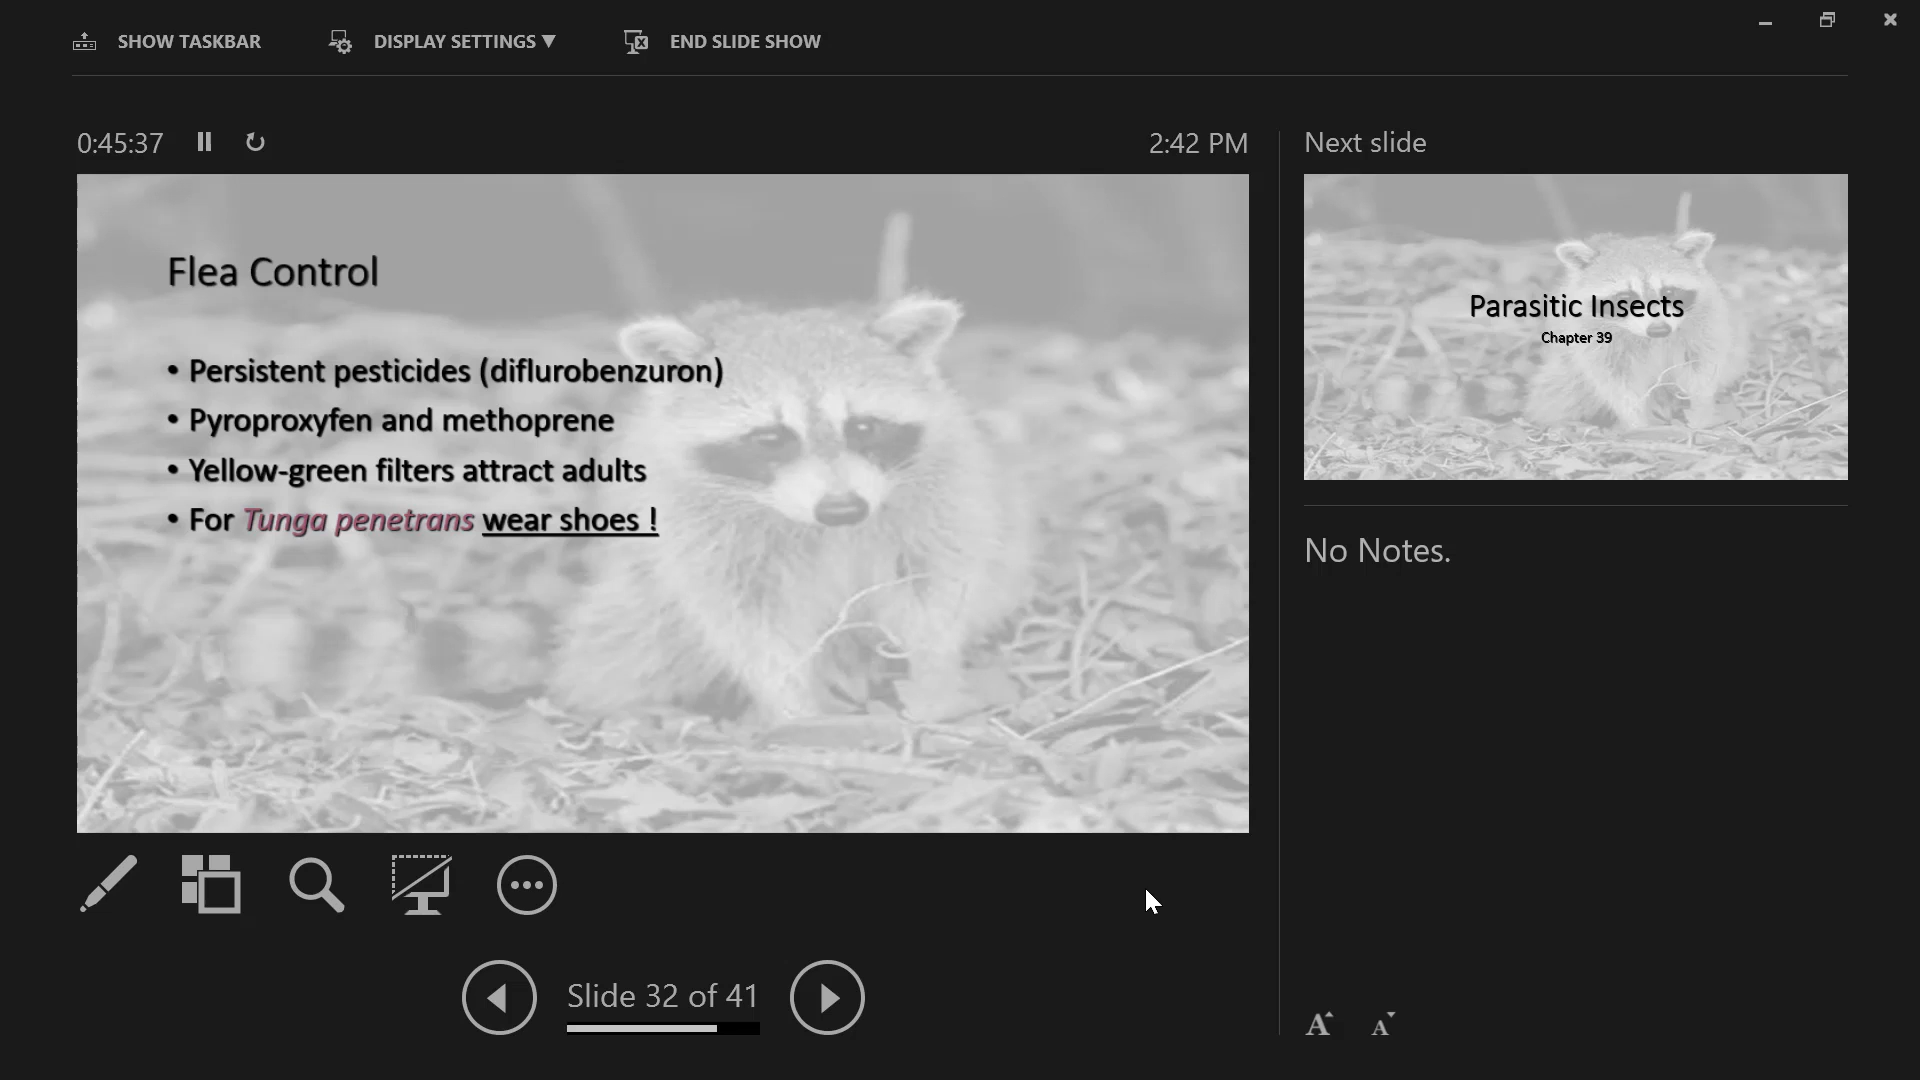 SHOW TASKBAR
DISPLAY SETTINGS ▼
END SLIDE SHOW
0:45:37
2:42 PM
Flea Control
• Persistent pesticides (diflurobenzuron)
• Pyroproxyfen and methoprene
• Yellow-green filters attract adults
• For Tunga penetrans wear shoes !
Slide 32 of 41
Next slide
Parasitic Insects
Chapter 39
No Notes.
A A